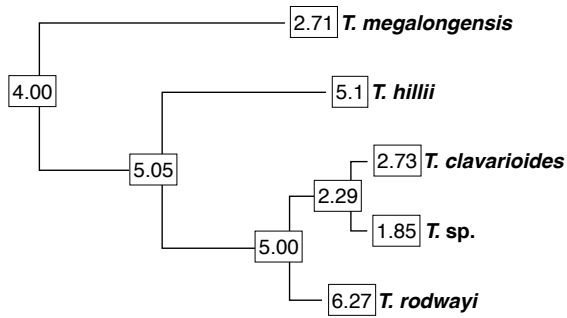 2.71 T. megalongensis
4.00
5.1 T. hillii
5.05
2.73 T. clavarioides
2.29
1.85 T. sp.
5.00
6.27 T. rodwayi